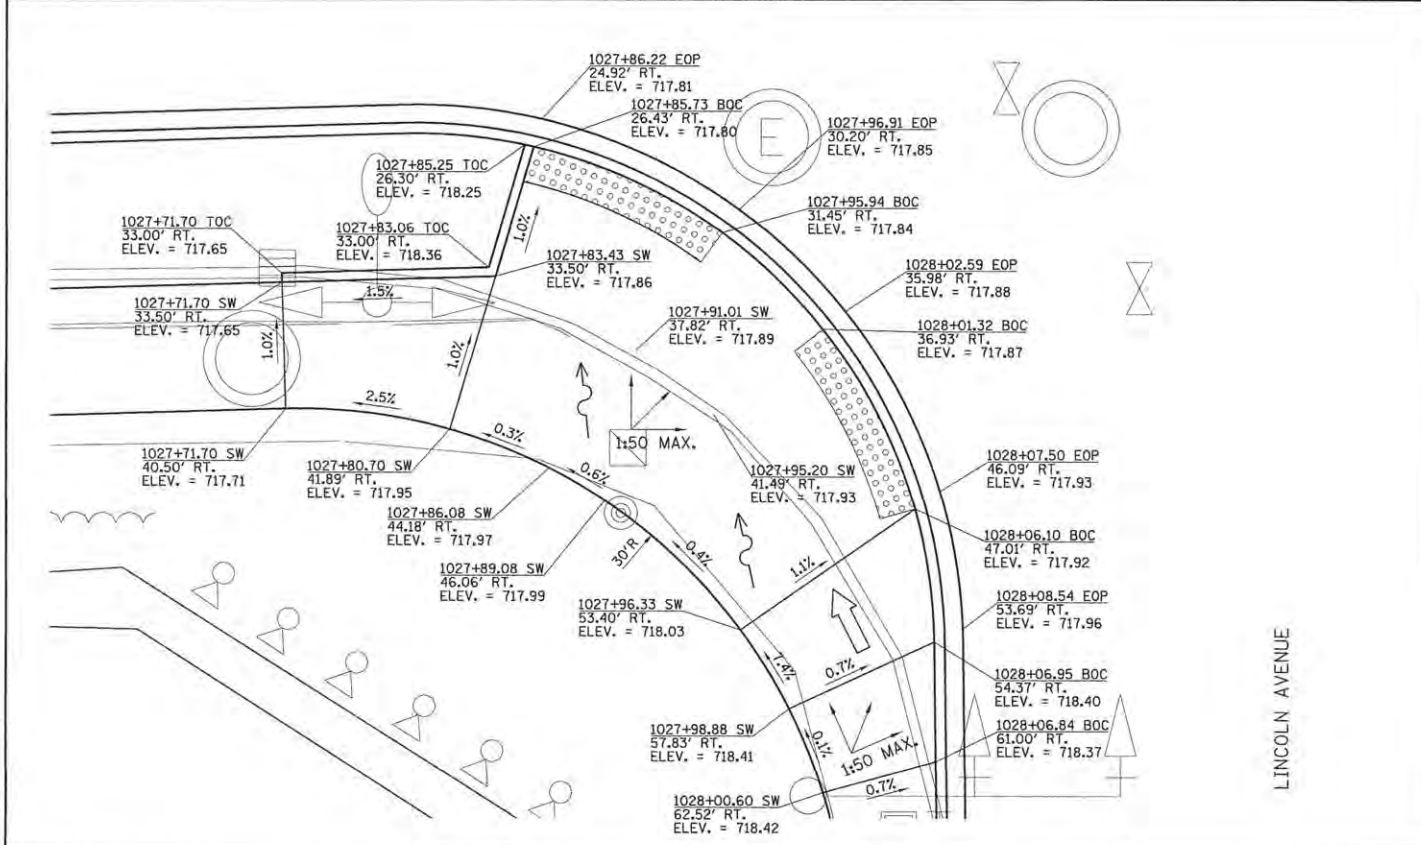 1027+86.22 EOP
24.92' RT.
ELEV. = 717.81
1027+85.73 BOC
26.43' RT.
ELEV. = 717.80
E
1027+96.91 EOP
30.20' RT.
ELEV. = 717.85
1027+85.25 TOC
26.30' RT.
ELEV. = 718.25
1027+95.94 BOC
31.45' RT.
ELEV. = 717.84
1027+71.70 TOC
33.00' RT.
ELEV. = 717.65
1027+83.06 TOC
33.00' RT.
ELEV. = 718.36
1.0%
1027+83.43 SW
33.50' RT.
ELEV. = 717.86
1028+02.59 EOP
35.98' RT.
ELEV. = 717.88
1027+71.70 SW
33.50' RT.
ELEV. = 717.65
1.5%
1027+91.01 SW
37.82' RT.
ELEV. = 717.89
1028+01.32 BOC
36.93' RT.
ELEV. = 717.87
1.0%
1.0%
2.5%
0.3%
1:50 MAX.
1027+71.70 SW
40.50' RT.
ELEV. = 717.71
1027+80.70 SW
41.89' RT.
ELEV. = 717.95
0.6%
1027+95.20 SW
41.49' RT.
ELEV. = 717.93
1028+07.50 EOP
46.09' RT.
ELEV. = 717.93
1027+86.08 SW
44.18' RT.
ELEV. = 717.97
1028+06.10 BOC
47.01' RT.
ELEV. = 717.92
30'R
0.4%
1.1%
1027+89.08 SW
46.06' RT.
ELEV. = 717.99
1027+96.33 SW
53.40' RT.
ELEV. = 718.03
1028+08.54 EOP
53.69' RT.
ELEV. = 717.96
7.4%
0.7%
1028+06.95 BOC
54.37' RT.
ELEV. = 718.40
1027+98.88 SW
57.83' RT.
ELEV. = 718.41
0.1%
1:50 MAX.
1028+06.84 BOC
61.00' RT.
ELEV. = 718.37
0.7%
1028+00.60 SW
62.52' RT.
ELEV. = 718.42
LINCOLN AVENUE